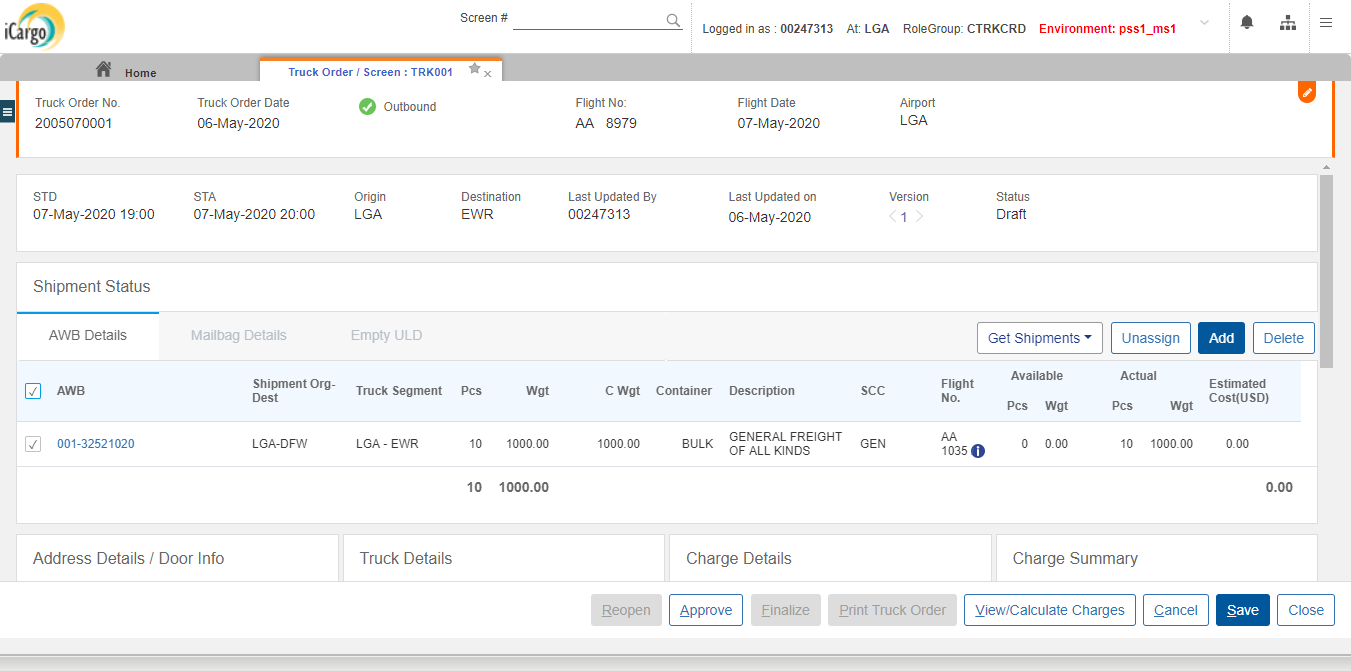 iCargo
Screen #
Logged in as : 00247313 At: LGA RoleGroup: CTRKCRD Environment: pss1_ms1
Home
Truck Order / Screen : TRK001
Truck Order No. Truck Order Date Outbound Flight No: Flight Date Airport
2005070001 06-May-2020 AA 8979 07-May-2020 LGA
STD STA Origin Destination Last Updated By Last Updated on Version Status
07-May-2020 19:00 07-May-2020 20:00 LGA EWR 00247313 06-May-2020 1 Draft
Shipment Status
AWB Details Mailbag Details Empty ULD Get Shipments Unassign Add Delete
AWB Shipment Org-Dest Truck Segment Pcs Wgt C Wgt Container Description SCC Flight No. Available Pcs Wgt Actual Pcs Wgt Estimated Cost(USD)
001-32521020 LGA-DFW LGA - EWR 10 1000.00 1000.00 BULK GENERAL FREIGHT OF ALL KINDS GEN AA 1035 0 0.00 10 1000.00 0.00
10 1000.00 0.00
Address Details / Door Info Truck Details Charge Details Charge Summary
Reopen Approve Finalize Print Truck Order View/Calculate Charges Cancel Save Close